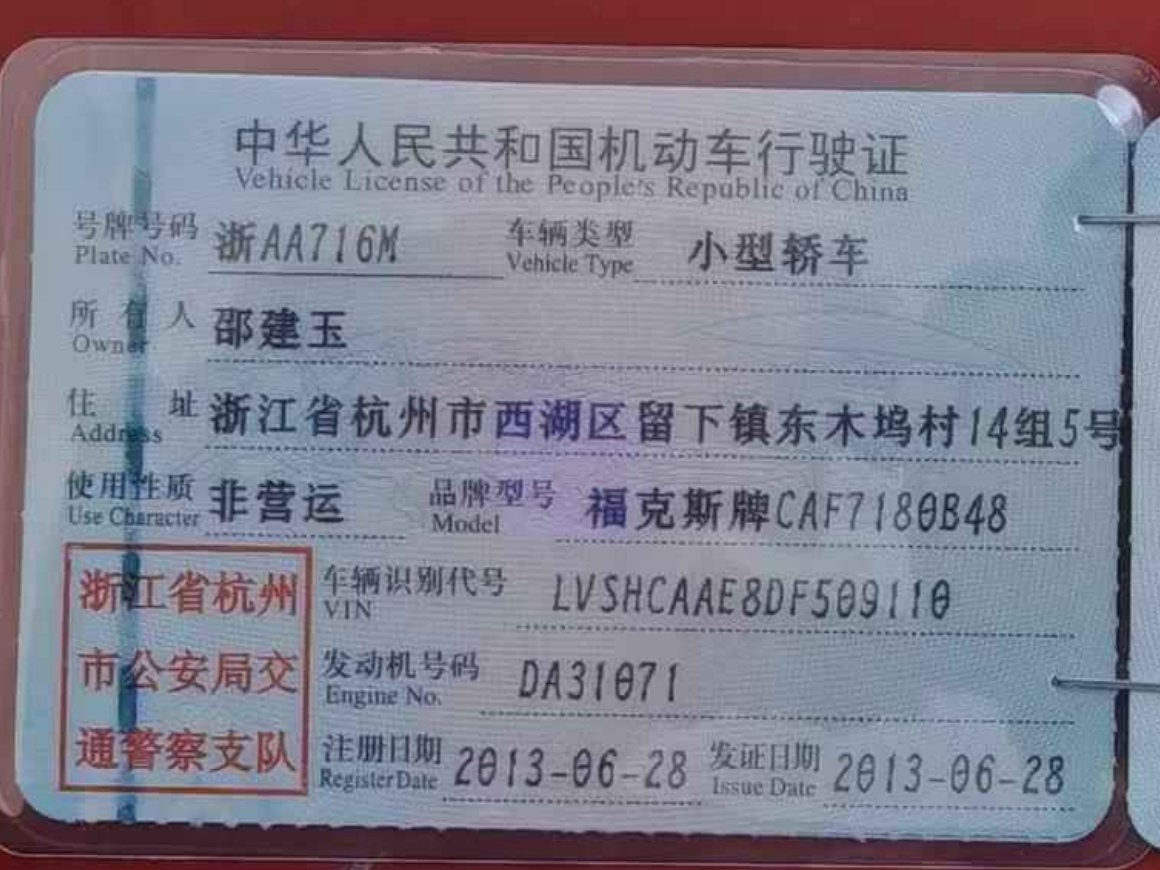 中华人民共和国机动车行驶证
Vehicle License of the People's Republic of China
号牌号码 浙AA716M 车辆类型 小型轿车
Plate No. Vehicle Type
所有人 邵建玉
Owner
住址 浙江省杭州市西湖区留下镇东木坞村14组5号
Address
使用性质 非营运 品牌型号 福克斯牌CAF7180B48
Use Character Model
浙江省杭州
市公安局交
通警察支队
车辆识别代号 LVSHCAAE8DF509110
VIN
发动机号码 DA31071
Engine No.
注册日期 2013-06-28 发证日期 2013-06-28
Register Date Issue Date